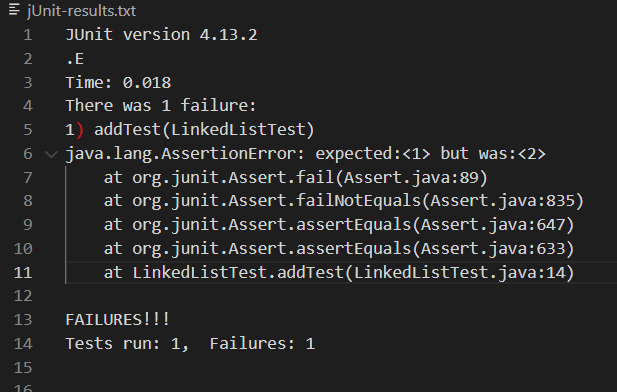 jUnit-results.txt
1 JUnit version 4.13.2
2 .E
3 Time: 0.018
4 There was 1 failure:
5 1) addTest(LinkedListTest)
6 java.lang.AssertionError: expected:<1> but was:<2>
7 at org.junit.Assert.fail(Assert.java:89)
8 at org.junit.Assert.failNotEquals(Assert.java:835)
9 at org.junit.Assert.assertEquals(Assert.java:647)
10 at org.junit.Assert.assertEquals(Assert.java:633)
11 at LinkedListTest.addTest(LinkedListTest.java:14)
12
13 FAILURES!!!
14 Tests run: 1,  Failures: 1
15
16